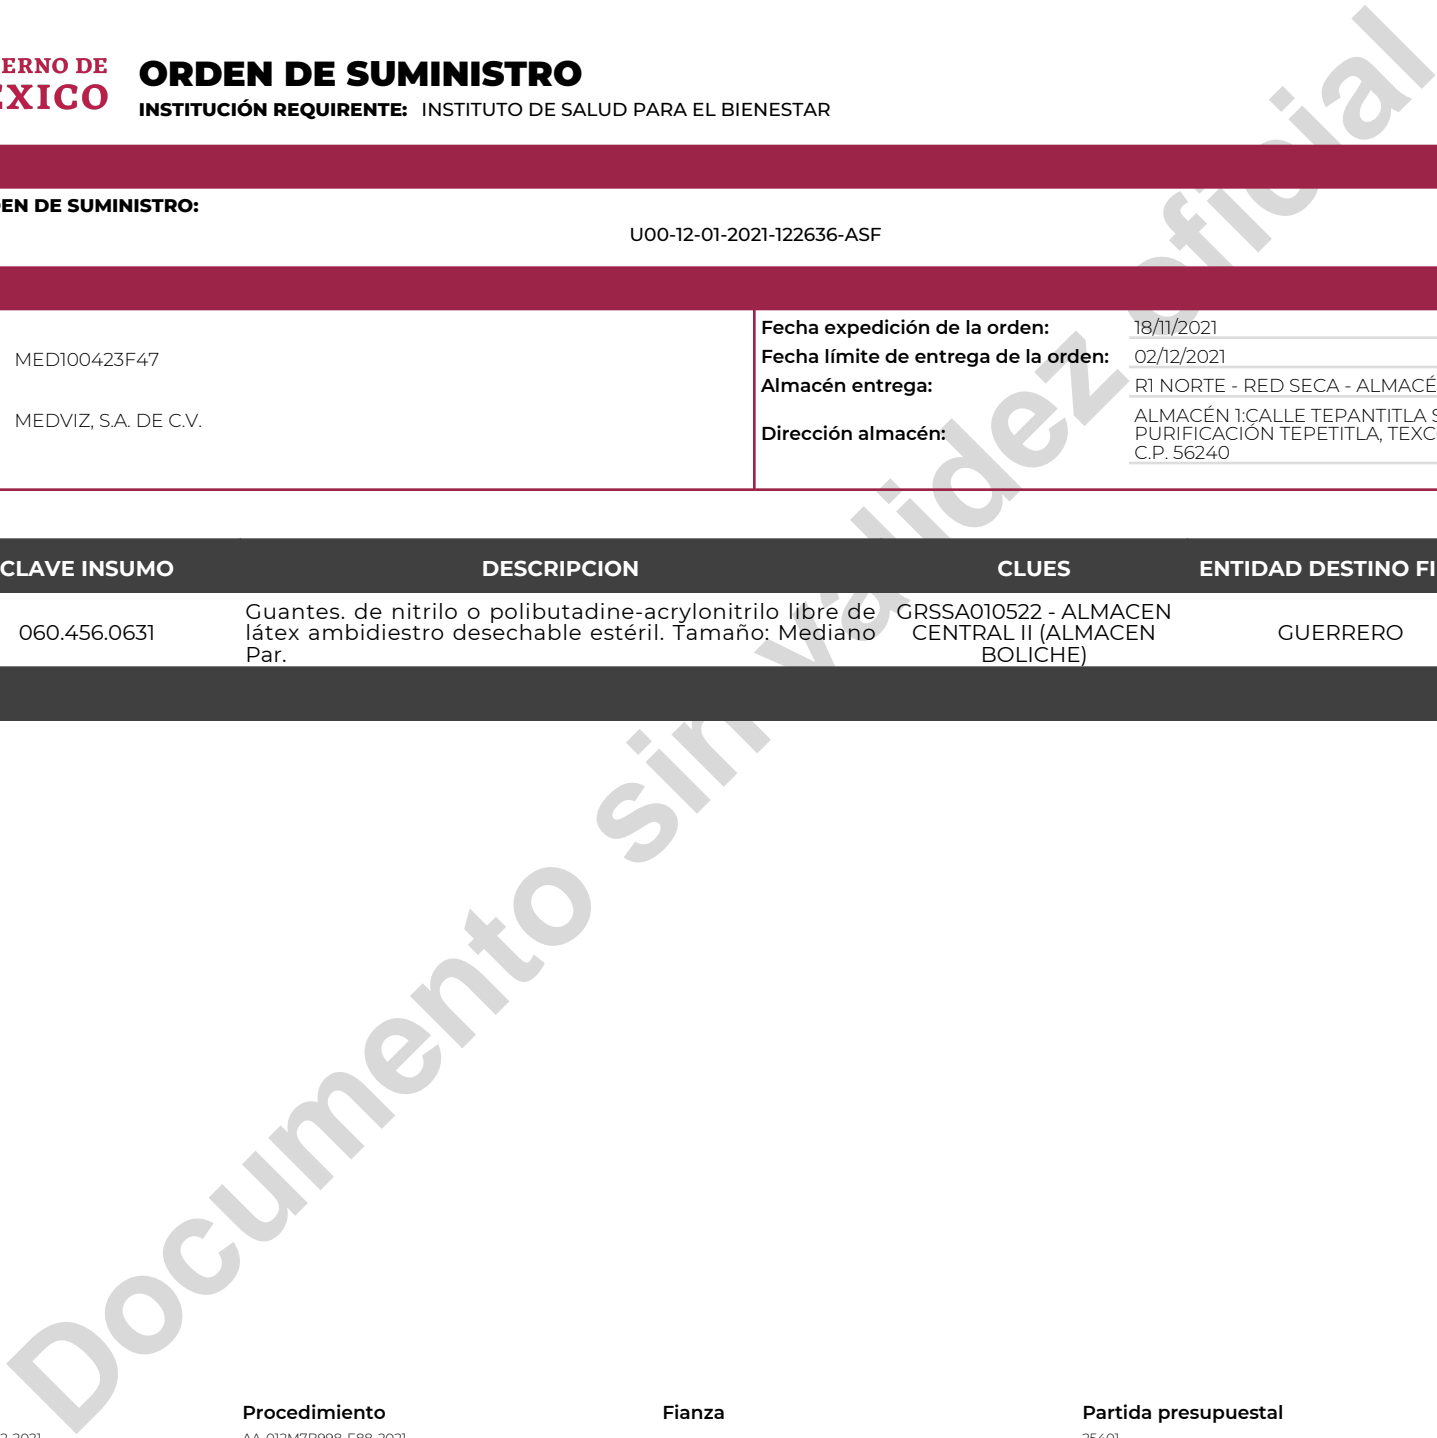 ERNO DE
EXICO
ORDEN DE SUMINISTRO
INSTITUCIÓN REQUIRENTE: INSTITUTO DE SALUD PARA EL BIENESTAR
EN DE SUMINISTRO:
U00-12-01-2021-122636-ASF
MED100423F47
MEDVIZ, S.A. DE C.V.
Fecha expedición de la orden: 18/11/2021
Fecha límite de entrega de la orden: 02/12/2021
Almacén entrega: R1 NORTE - RED SECA - ALMACÉ
Dirección almacén:
ALMACÉN 1:CALLE TEPANTITLA S
PURIFICACIÓN TEPETITLA, TEXC
C.P. 56240
CLAVE INSUMO DESCRIPCION CLUES ENTIDAD DESTINO FI
060.456.0631
Guantes. de nitrilo o polibutadine-acrylonitrilo libre de
látex ambidiestro desechable estéril. Tamaño: Mediano
Par.
GRSSA010522 - ALMACEN
CENTRAL II (ALMACEN
BOLICHE)
GUERRERO
Documento sin validez oficial
Procedimiento Fianza Partida presupuestal